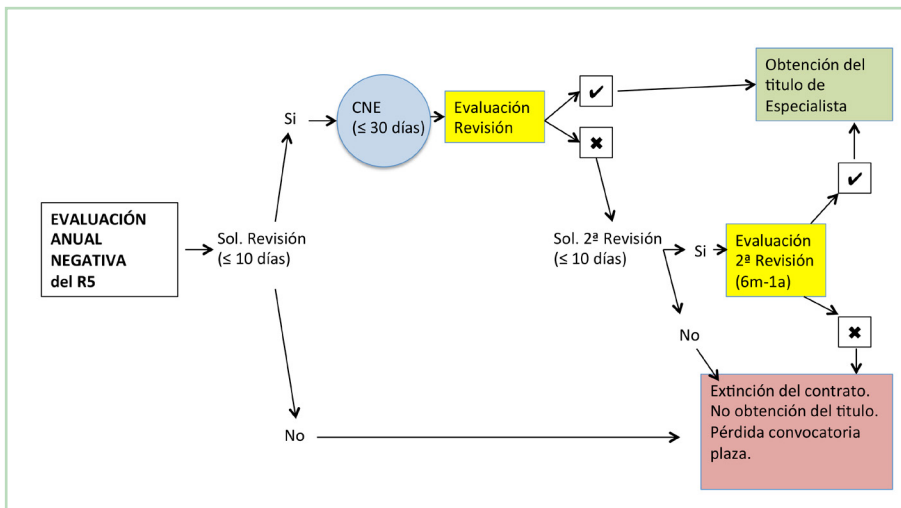 EVALUACIÓN
ANUAL
NEGATIVA
del R5
Sol. Revisión
(≤ 10 días)
Si
CNE
(≤ 30 días)
Evaluación
Revisión
✔
✖
Obtención del
titulo de
Especialista
Sol. 2ª Revisión
(≤ 10 días)
Si
Evaluación
2ª Revisión
(6m-1a)
✔
✖
No
No
Extinción del contrato.
No obtención del titulo.
Pérdida convocatoria
plaza.